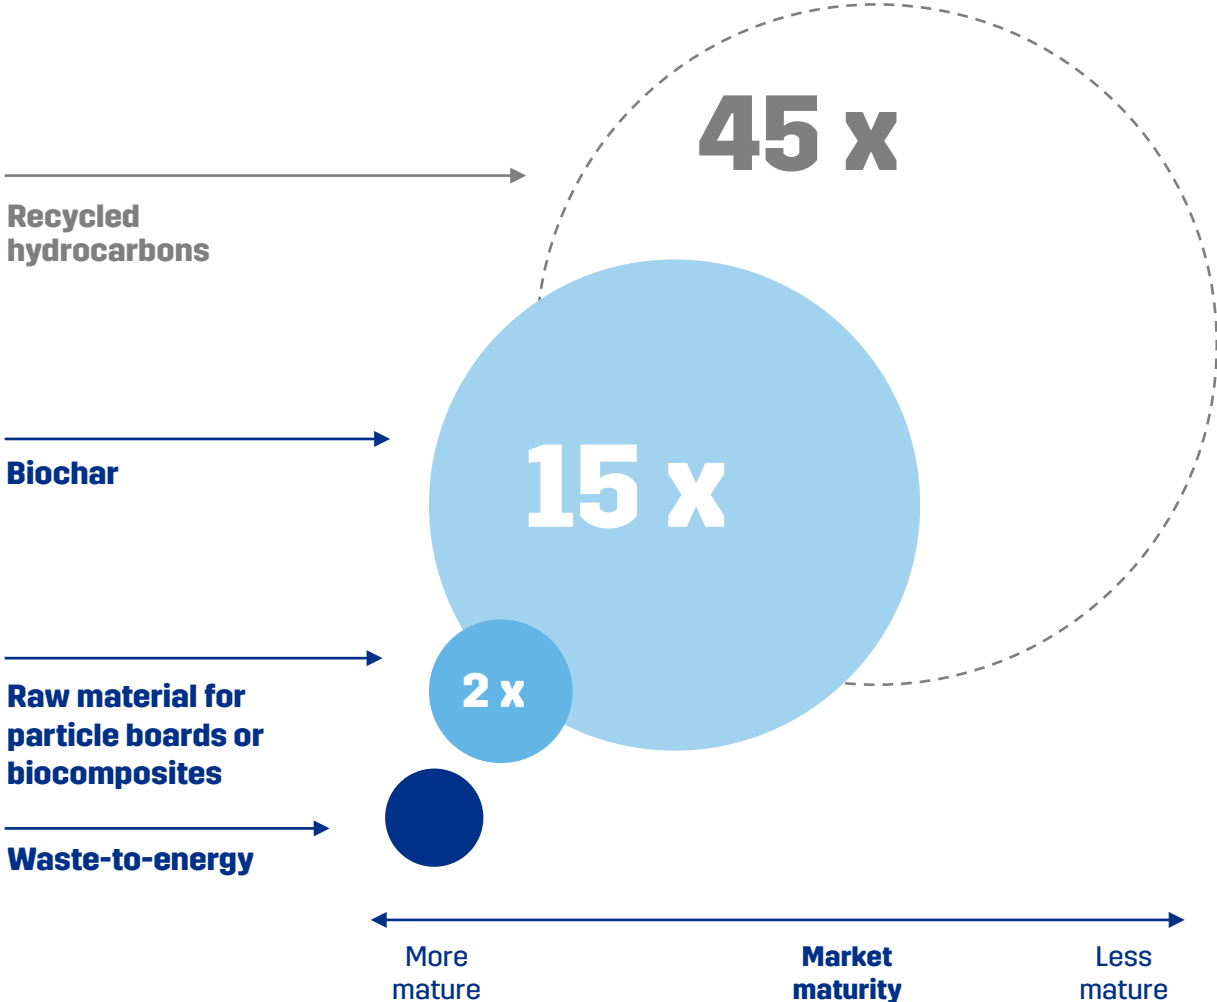 45 x
Recycled
hydrocarbons
15 x
Biochar
2 x
Raw material for
particle boards or
biocomposites
Waste-to-energy
More
mature
Market
maturity
Less
mature